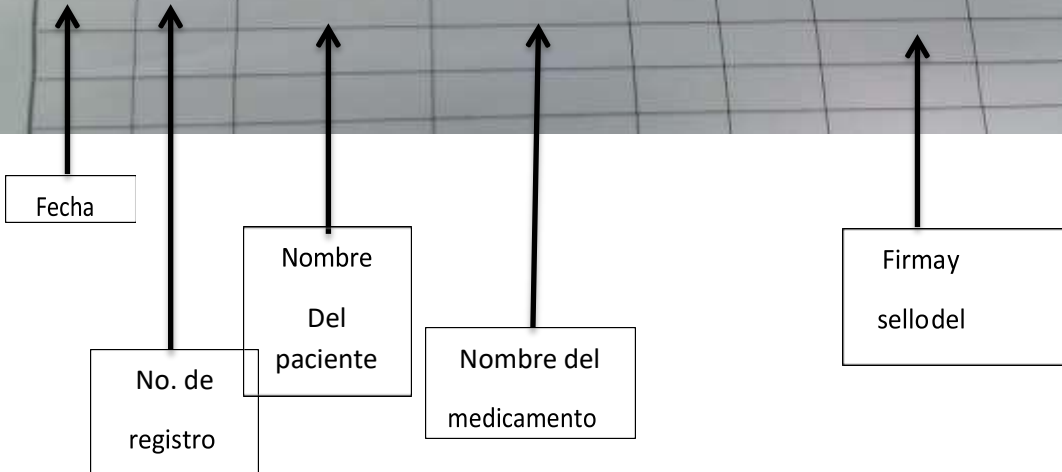 Fecha
No. de
registro
Nombre
Del
paciente
Nombre del
medicamento
Firmay
sellodel